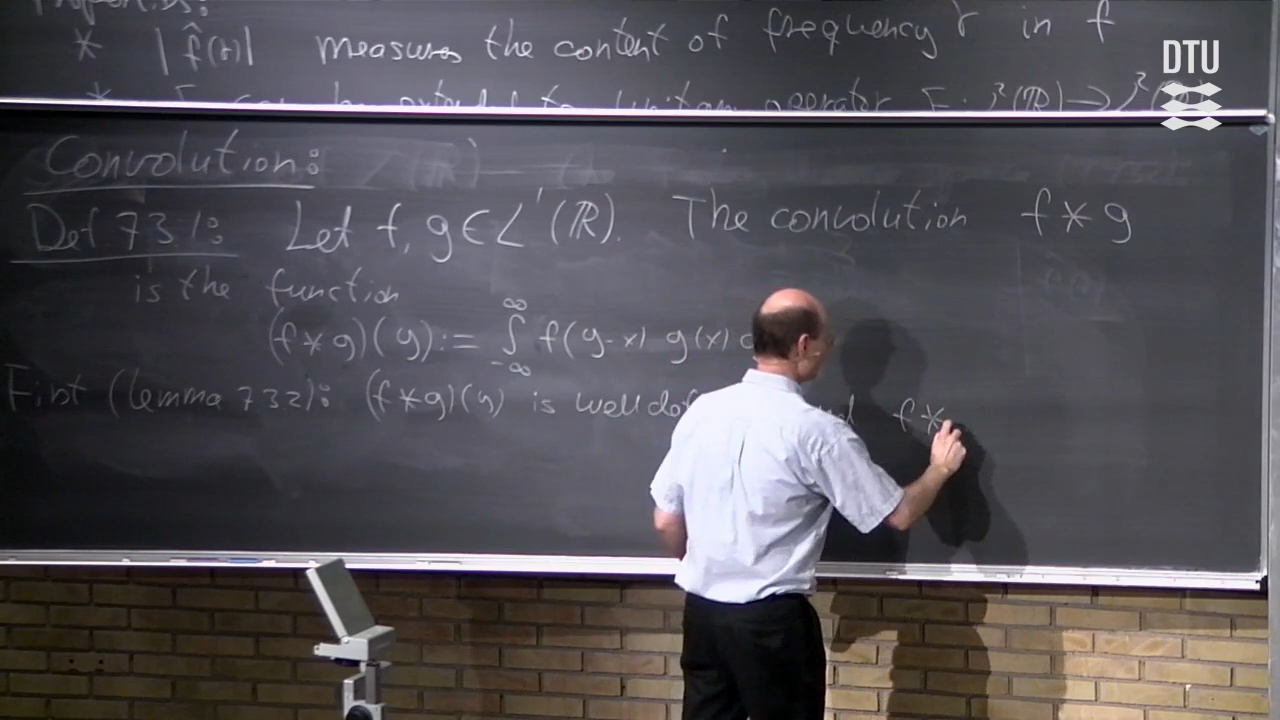 * |f̂(γ)| measures the content of frequency γ in f
DTU
Convolution:
Def 7.3.1: Let f, g ∈ L¹(ℝ). The convolution f * g
is the function
(f * g)(y) := ∫_{-∞}^{∞} f(y-x) g(x)
First (lemma 7.3.2): (f * g)(y) is well f *